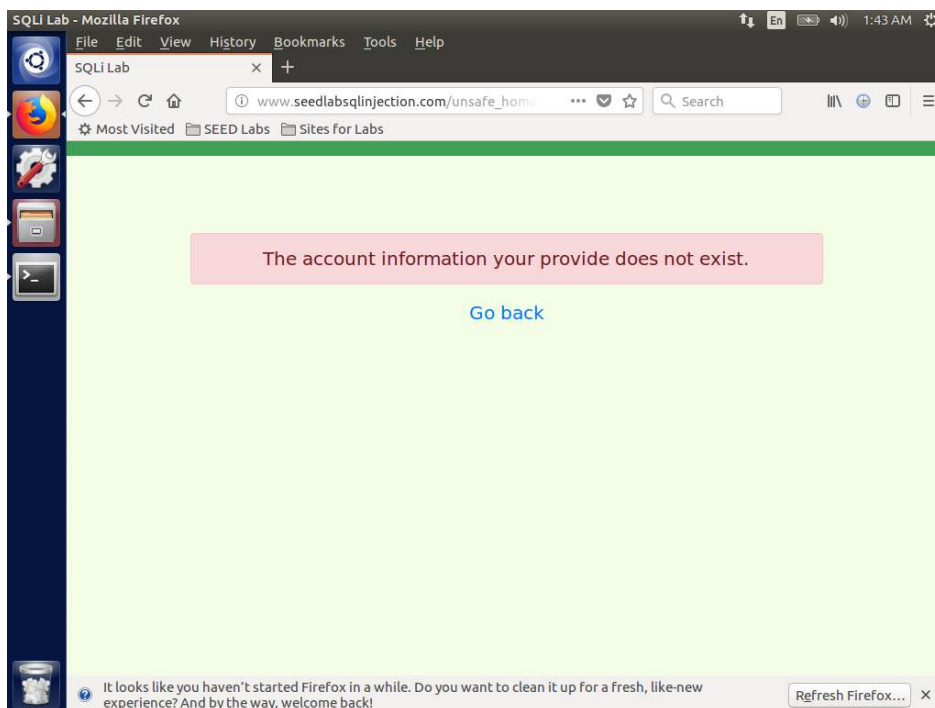 SQLi Lab - Mozilla Firefox
En
1:43 AM
File Edit View History Bookmarks Tools Help
SQLi Lab
www.seedlabsqlinjection.com/unsafe_home
Search
Most Visited SEED Labs Sites for Labs
The account information your provide does not exist.
Go back
It looks like you haven't started Firefox in a while. Do you want to clean it up for a fresh, like-new
experience? And by the way, welcome back!
Refresh Firefox...